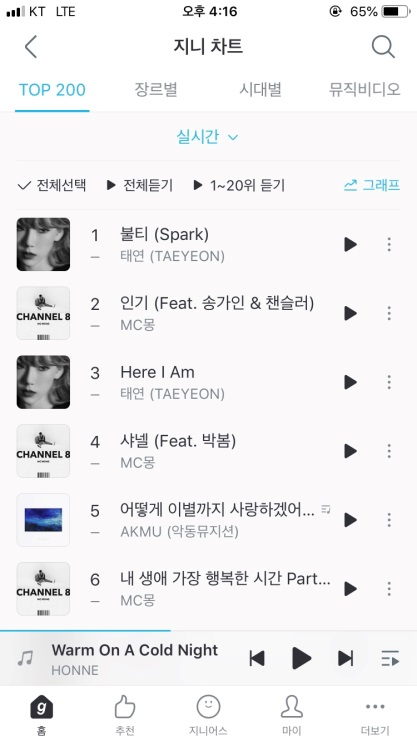 KT LTE 오후 4:16 65%
지니 차트
TOP 200 장르별 시대별 뮤직비디오
실시간
전체선택 전체듣기 1~20위 듣기 그래프
1 불티 (Spark)
태연 (TAEYEON)
CHANNEL 8
2 인기 (Feat. 송가인 & 챈슬러)
MC몽
3 Here I Am
태연 (TAEYEON)
CHANNEL 8
4 샤넬 (Feat. 박봄)
MC몽
5 어떻게 이별까지 사랑하겠어...
AKMU (악동뮤지션)
CHANNEL 8
6 내 생애 가장 행복한 시간 Part...
MC몽
Warm On A Cold Night
HONNE
g
홈 추천 지니어스 마이 더보기